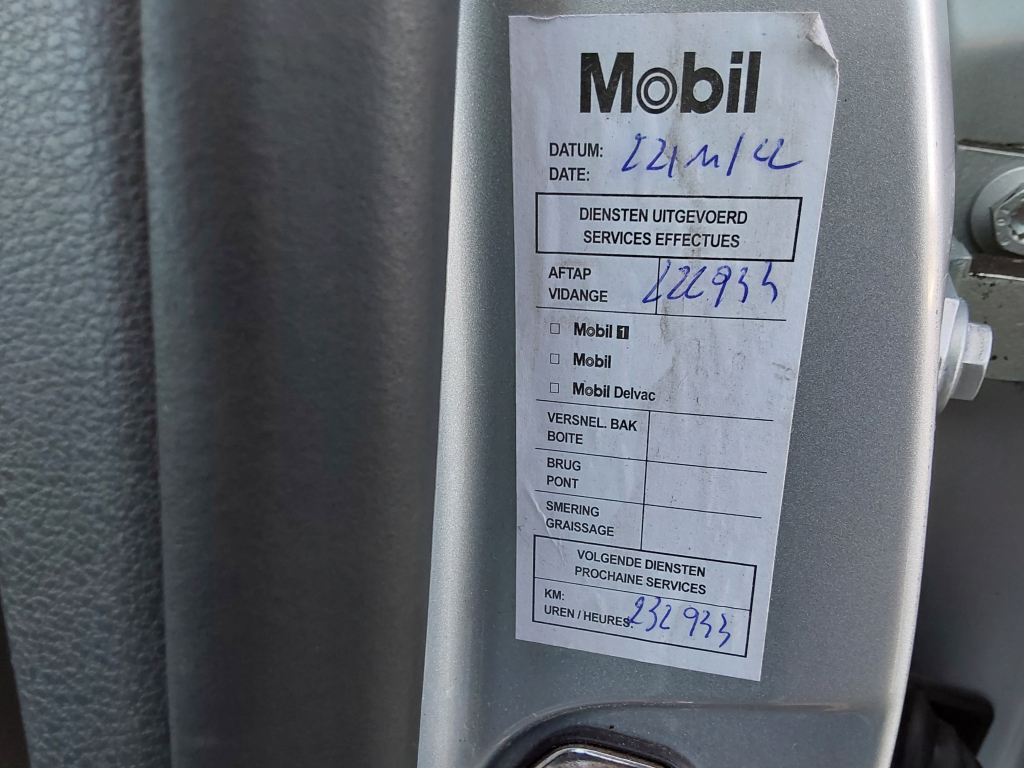 Mobil
DATUM: 22/11/22
DATE:
DIENSTEN UITGEVOERD
SERVICES EFFECTUES
AFTAP 222933
VIDANGE
Mobil 1
Mobil
Mobil Delvac
VERSNEL. BAK
BOITE
BRUG
PONT
SMERING
GRAISSAGE
VOLGENDE DIENSTEN
PROCHAINE SERVICES
KM:
UREN / HEURES: 232933